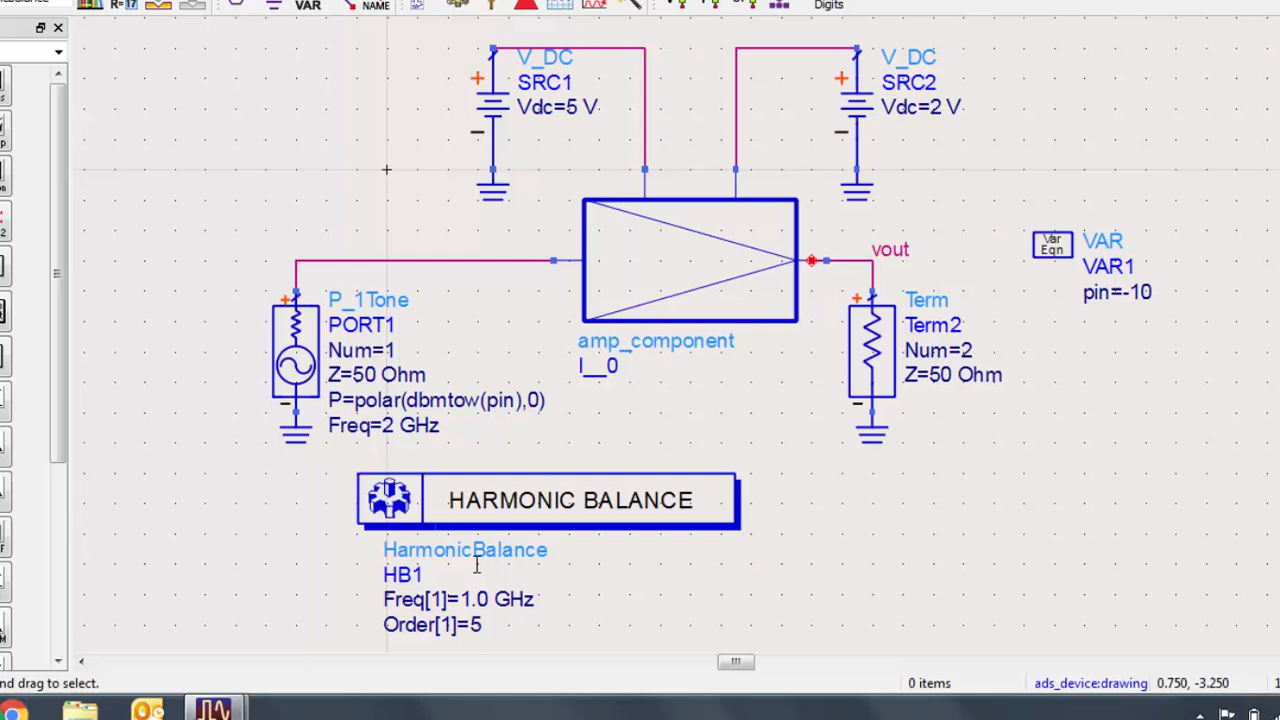 VAR
NAME
Digits
V_DC
SRC1
Vdc=5 V
V_DC
SRC2
Vdc=2 V
vout
Var
Eqn
VAR
VAR1
pin=-10
P_1Tone
PORT1
Num=1
Z=50 Ohm
P=polar(dbmtow(pin),0)
Freq=2 GHz
amp_component
I__0
Term
Term2
Num=2
Z=50 Ohm
HARMONIC BALANCE
HarmonicBalance
HB1
Freq[1]=1.0 GHz
Order[1]=5
nd drag to select.
0 items
ads_device:drawing
0.750, -3.250